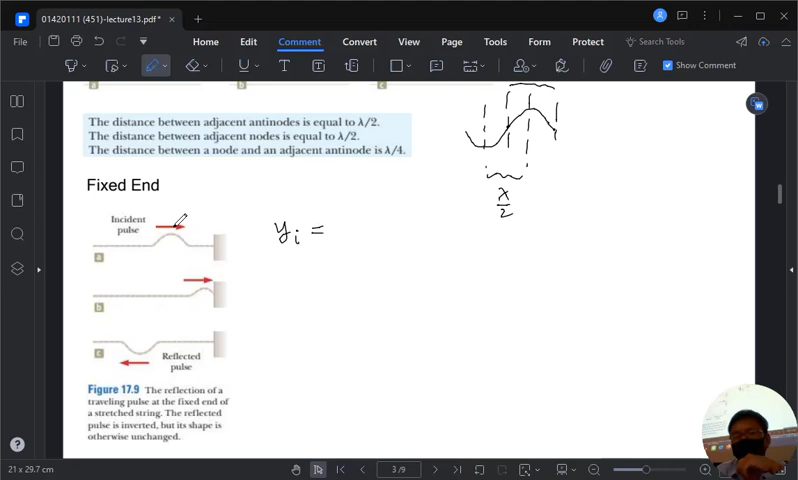 01420111 (451)-lecture13.pdf *
File
Home
Edit
Comment
Convert
View
Page
Tools
Form
Protect
Search Tools
Show Comment
a
b
c
The distance between adjacent antinodes is equal to λ/2.
The distance between adjacent nodes is equal to λ/2.
The distance between a node and an adjacent antinode is λ/4.
λ/2
Fixed End
Incident
pulse
a
yi =
b
c
Reflected
pulse
Figure 17.9 The reflection of a
traveling pulse at the fixed end of
a stretched string. The reflected
pulse is inverted, but its shape is
otherwise unchanged.
21 x 29.7 cm
3 /9